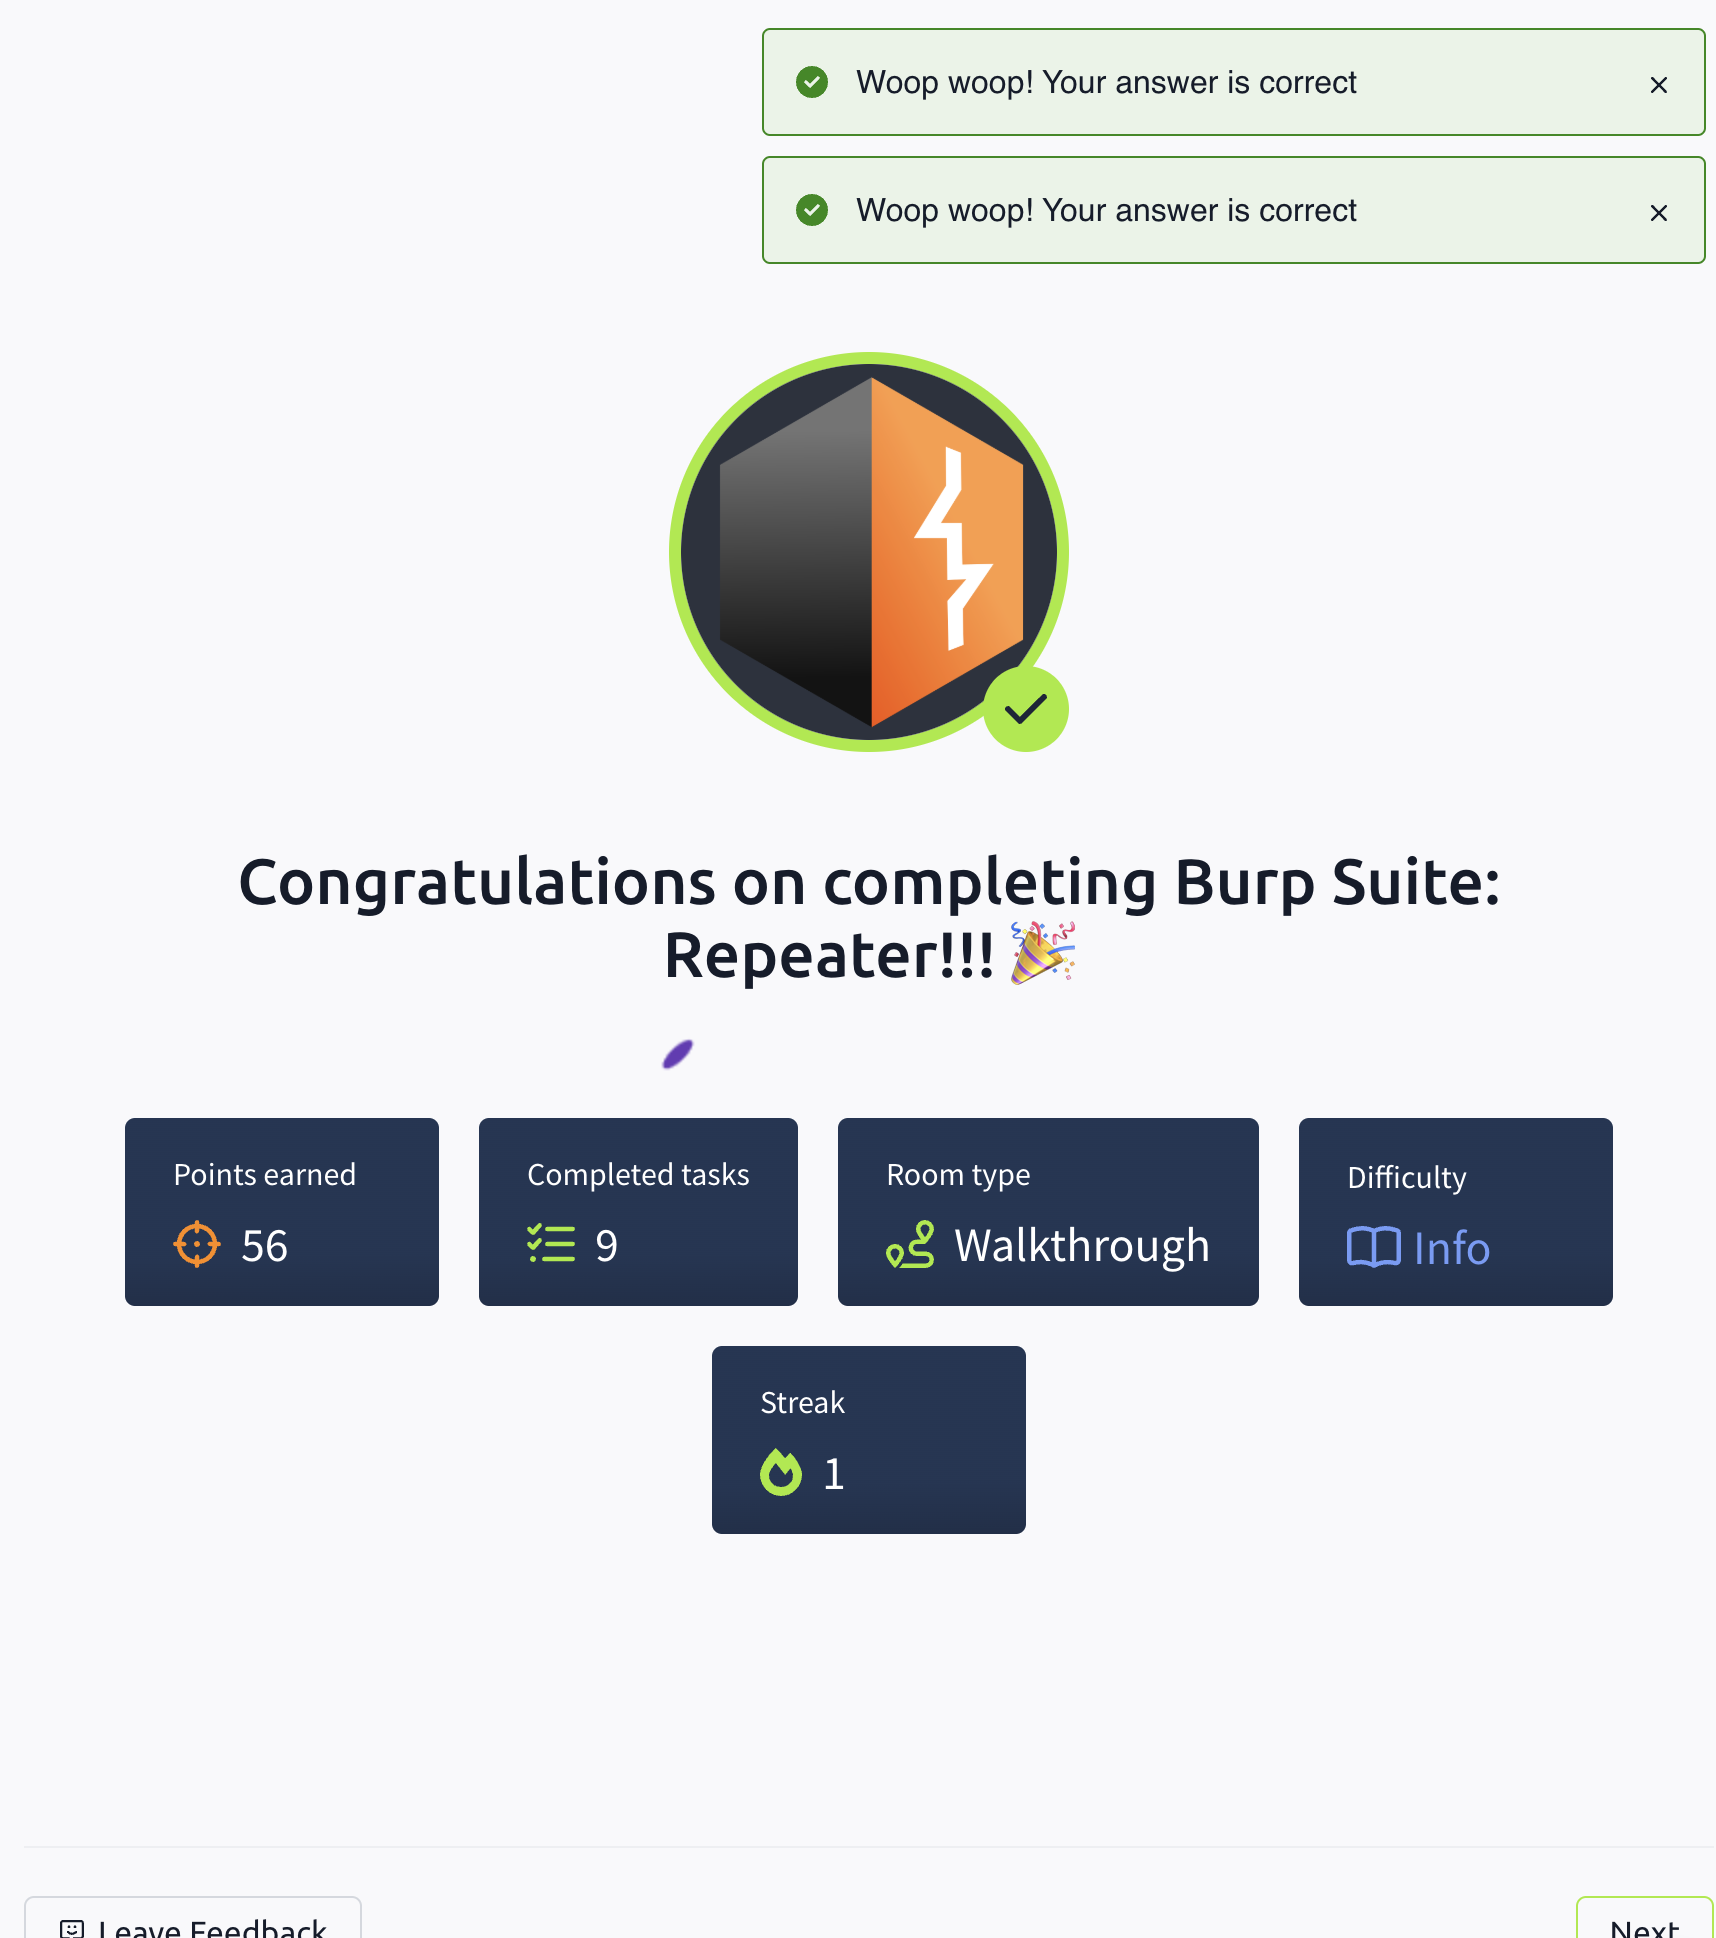 Woop woop! Your answer is correct
Woop woop! Your answer is correct
Congratulations on completing Burp Suite:
Repeater!!! 🎉
Points earned
56
Completed tasks
9
Room type
Walkthrough
Difficulty
Info
Streak
1
Leave Feedback
Next